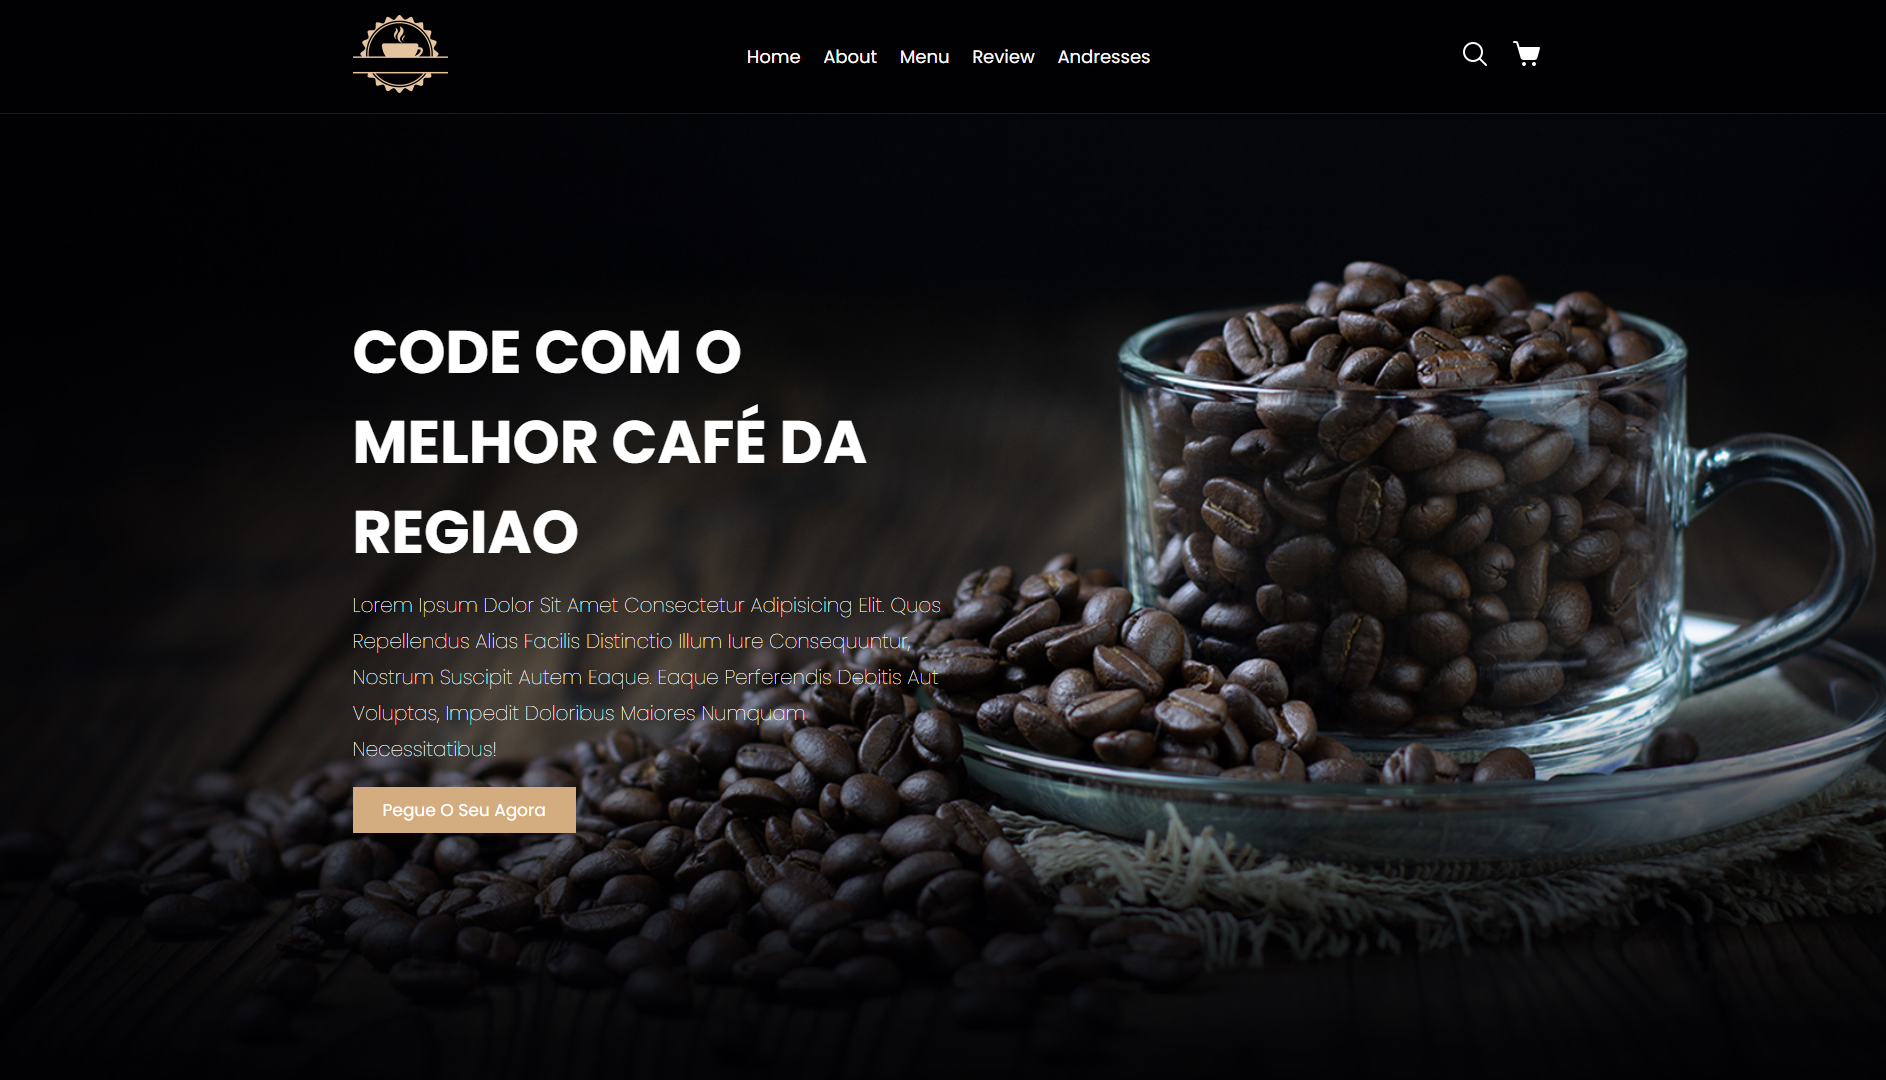 Home About Menu Review Andresses
CODE COM O
MELHOR CAFÉ DA
REGIAO
Lorem Ipsum Dolor Sit Amet Consectetur Adipisicing Elit. Quos
Repellendus Alias Facilis Distinctio Illum Iure Consequuntur,
Nostrum Suscipit Autem Eaque. Eaque Perferendis Debitis Aut
Voluptas, Impedit Doloribus Maiores Numquam
Necessitatibus!
Pegue O Seu Agora